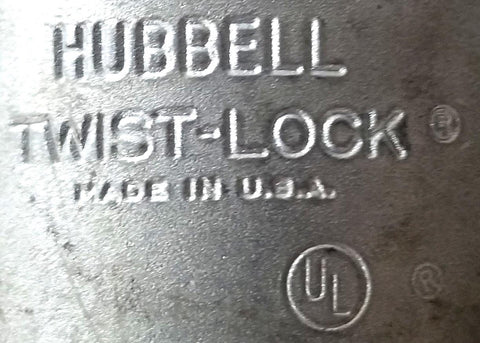 HUBBELL
TWIST-LOCK ®
MADE IN U.S.A.
UL ®